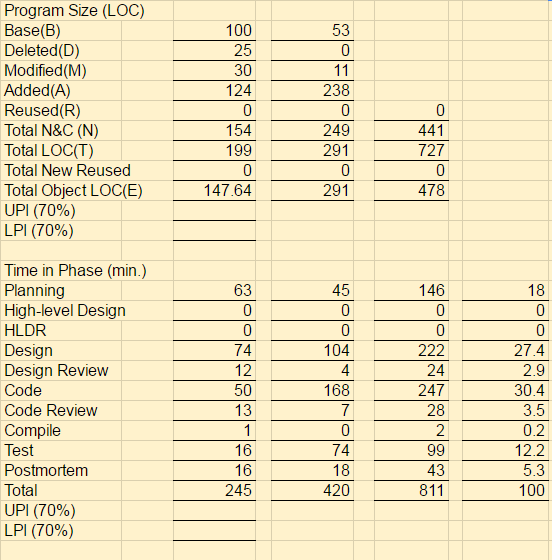 Program Size (LOC)
Base(B) 100 53
Deleted(D) 25 0
Modified(M) 30 11
Added(A) 124 238
Reused(R) 0 0 0
Total N&C (N) 154 249 441
Total LOC(T) 199 291 727
Total New Reused 0 0 0
Total Object LOC(E) 147.64 291 478
UPI (70%)
LPI (70%)
Time in Phase (min.)
Planning 63 45 146 18
High-level Design 0 0 0 0
HLDR 0 0 0 0
Design 74 104 222 27.4
Design Review 12 4 24 2.9
Code 50 168 247 30.4
Code Review 13 7 28 3.5
Compile 1 0 2 0.2
Test 16 74 99 12.2
Postmortem 16 18 43 5.3
Total 245 420 811 100
UPI (70%)
LPI (70%)